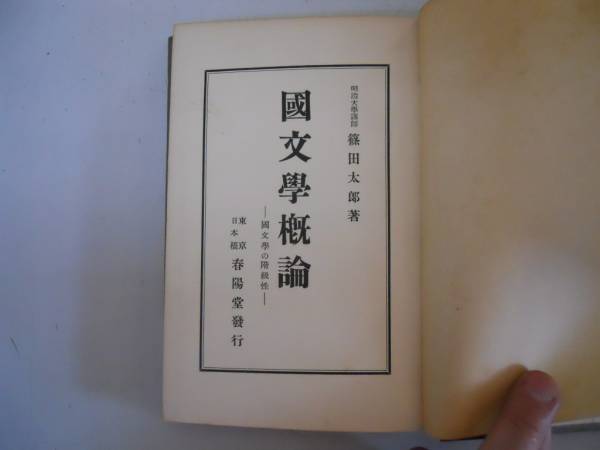 明治大學講師 篠田太郎著
國文學槪論
―國文學の階級性―
東京
日本橋
春陽堂發行